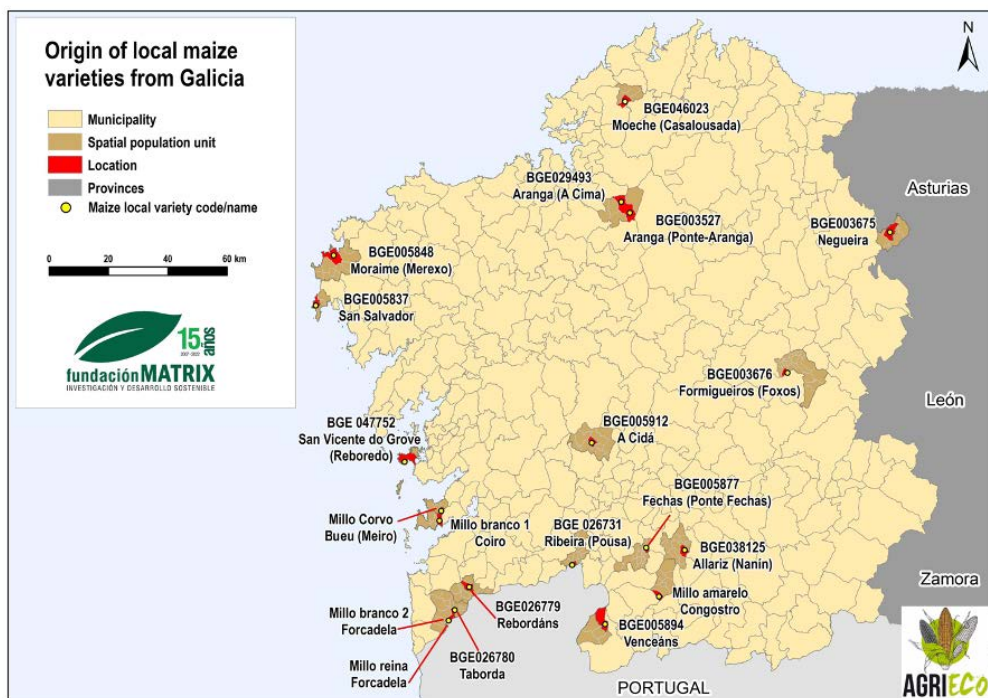 Origin of local maize
varieties from Galicia
Municipality
Spatial population unit
Location
Provinces
Maize local variety code/name
0 20 40 60 km
15 años
2007-2022
fundaciónMATRIX
INVESTIGACIÓN Y DESARROLLO SOSTENIBLE
N
BGE046023
Moeche (Casalousada)
BGE029493
Aranga (A Cima)
BGE003527
Aranga (Ponte-Aranga)
Asturias
BGE003675
Negueira
BGE005848
Moraime (Merexo)
BGE005837
San Salvador
BGE003676
Formigueiros (Foxos)
León
BGE 047752
San Vicente do Grove
(Reboredo)
BGE005912
A Cidá
BGE005877
Fechas (Ponte Fechas)
Millo Corvo
Bueu (Meiro)
Millo branco 1
Coiro
BGE 026731
Ribeira (Pousa)
BGE038125
Allariz (Nanín)
Zamora
Millo amarelo
Congostro
Millo branco 2
Forcadela
BGE026779
Rebordáns
BGE005894
Venceáns
Millo reina
Forcadela
BGE026780
Taborda
PORTUGAL
AGRIECO